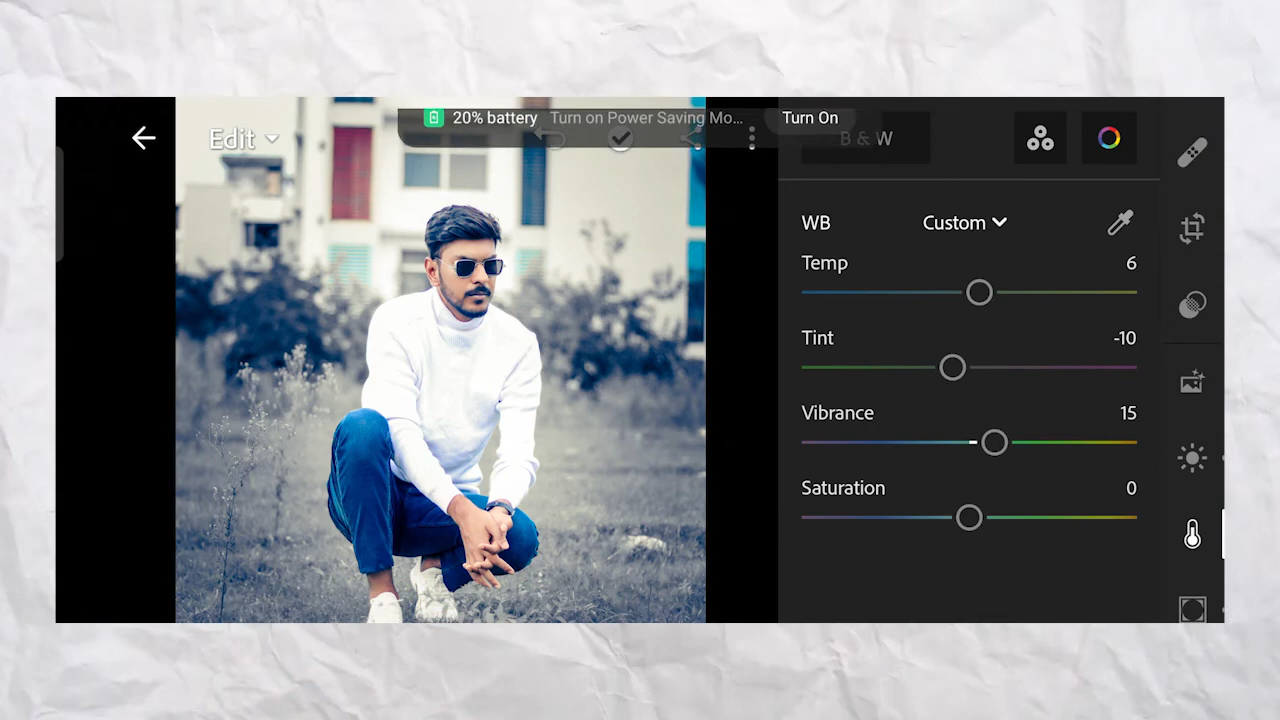 20% battery Turn on Power Saving Mo... Turn On
Edit
B & W
WB Custom
Temp 6
Tint -10
Vibrance 15
Saturation 0